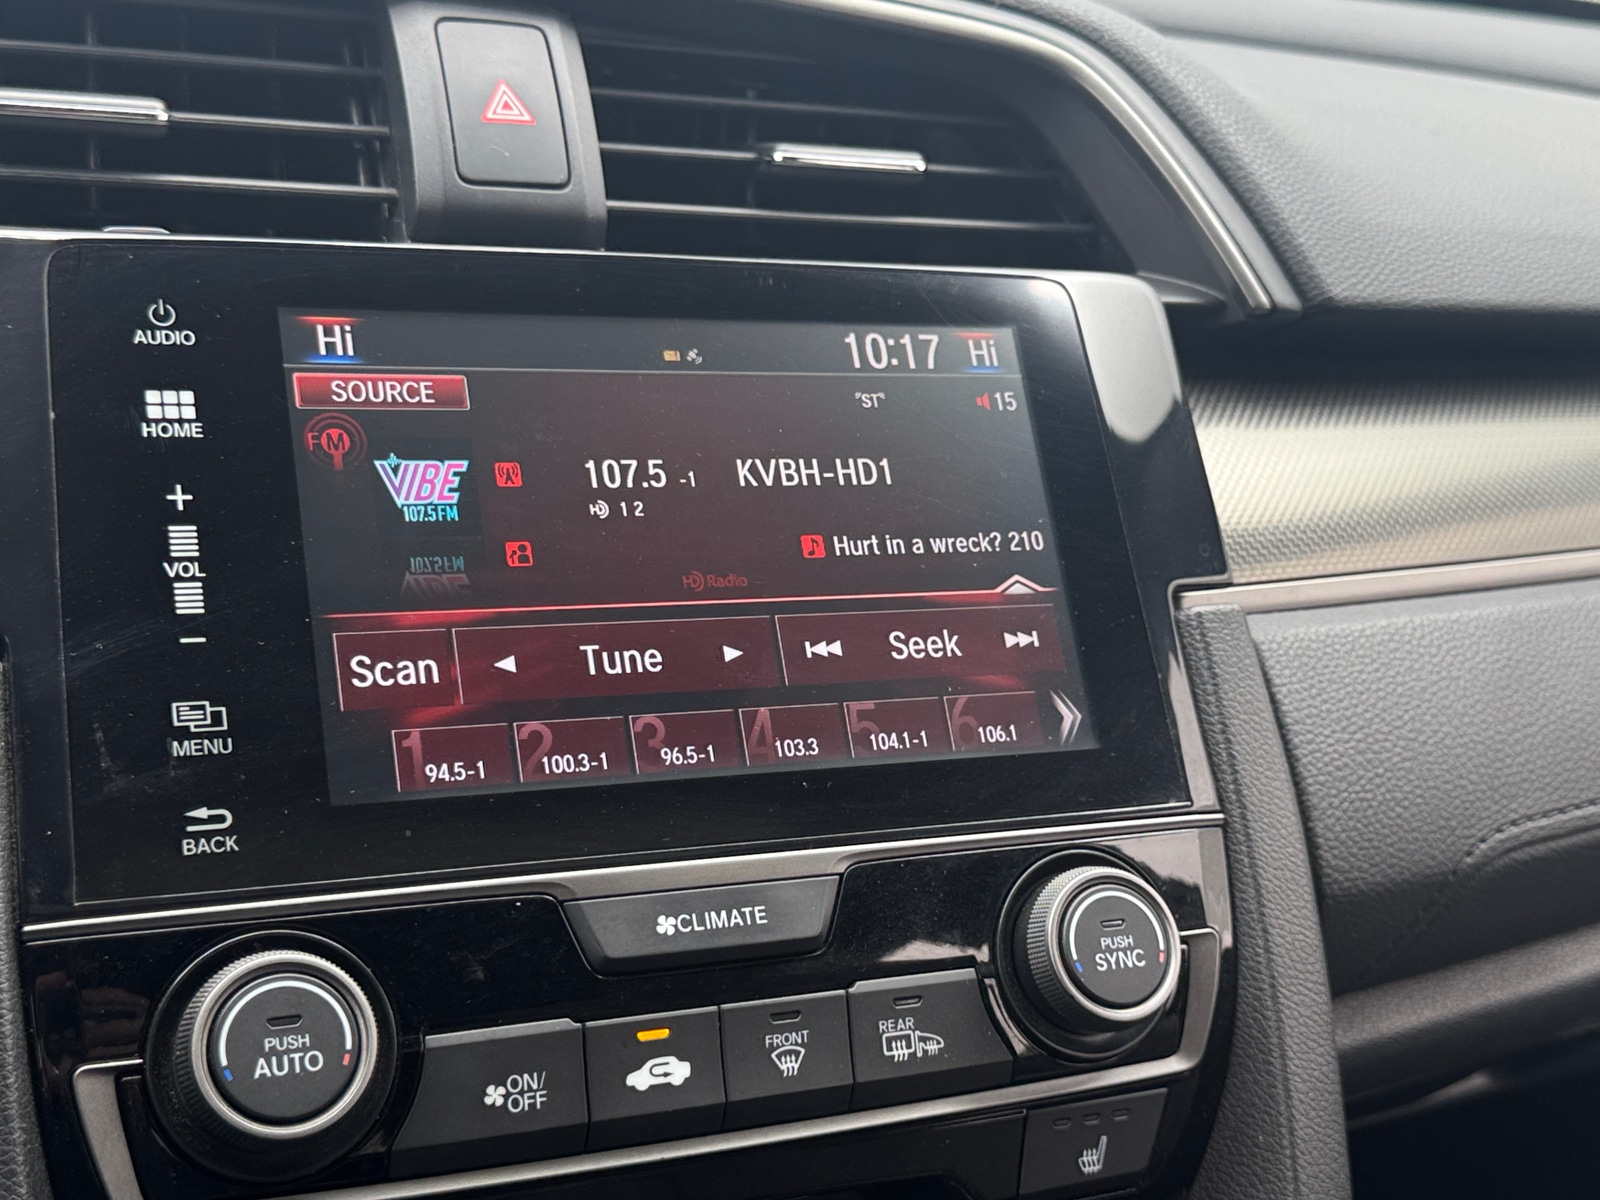 Hi
10:17
Hi
AUDIO
SOURCE
"ST"
15
HOME
FM
VIBE
107.5FM
107.5 -1
KVBH-HD1
HD 1 2
Hurt in a wreck? 210
HD Radio
+
VOL
-
Scan
Tune
Seek
MENU
1
94.5-1
2
100.3-1
3
96.5-1
4
103.3
5
104.1-1
6
106.1
BACK
CLIMATE
PUSH
AUTO
ON/
OFF
FRONT
REAR
PUSH
SYNC